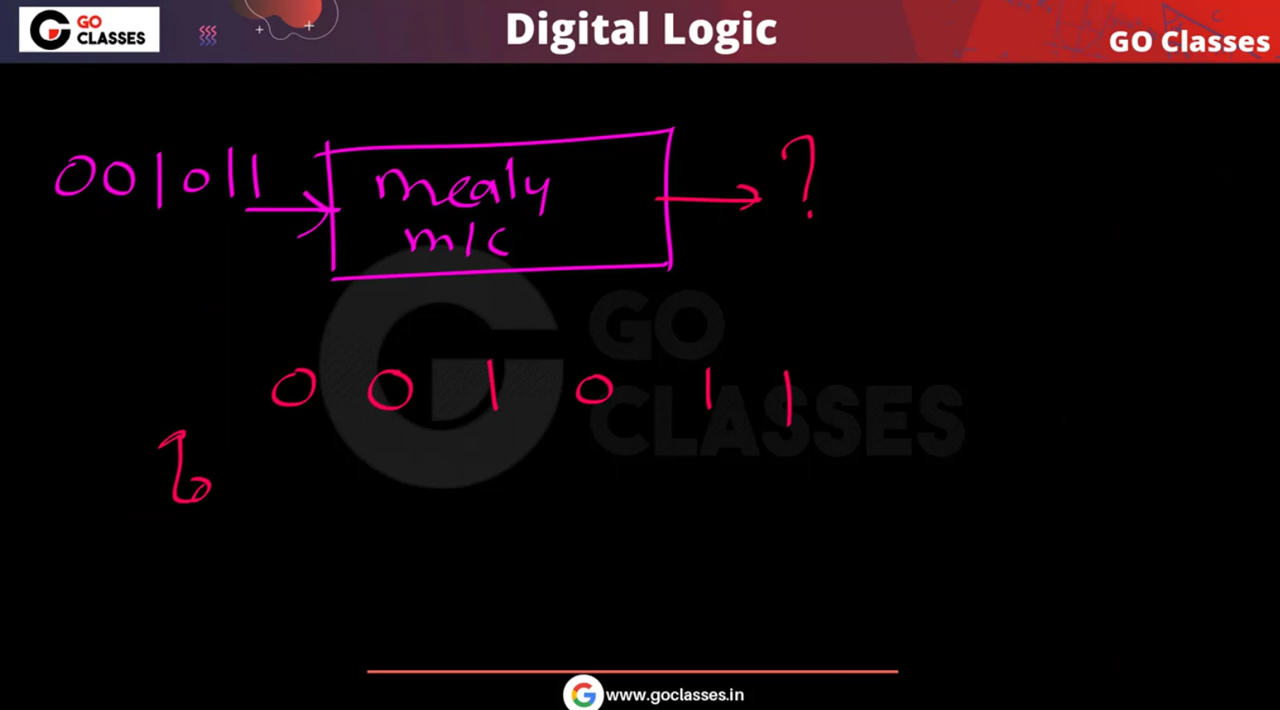 GO
CLASSES
Digital Logic
GO Classes
001011
mealy
m/c
?
GO
CLASSES
0 0 1 0 1 1
www.goclasses.in